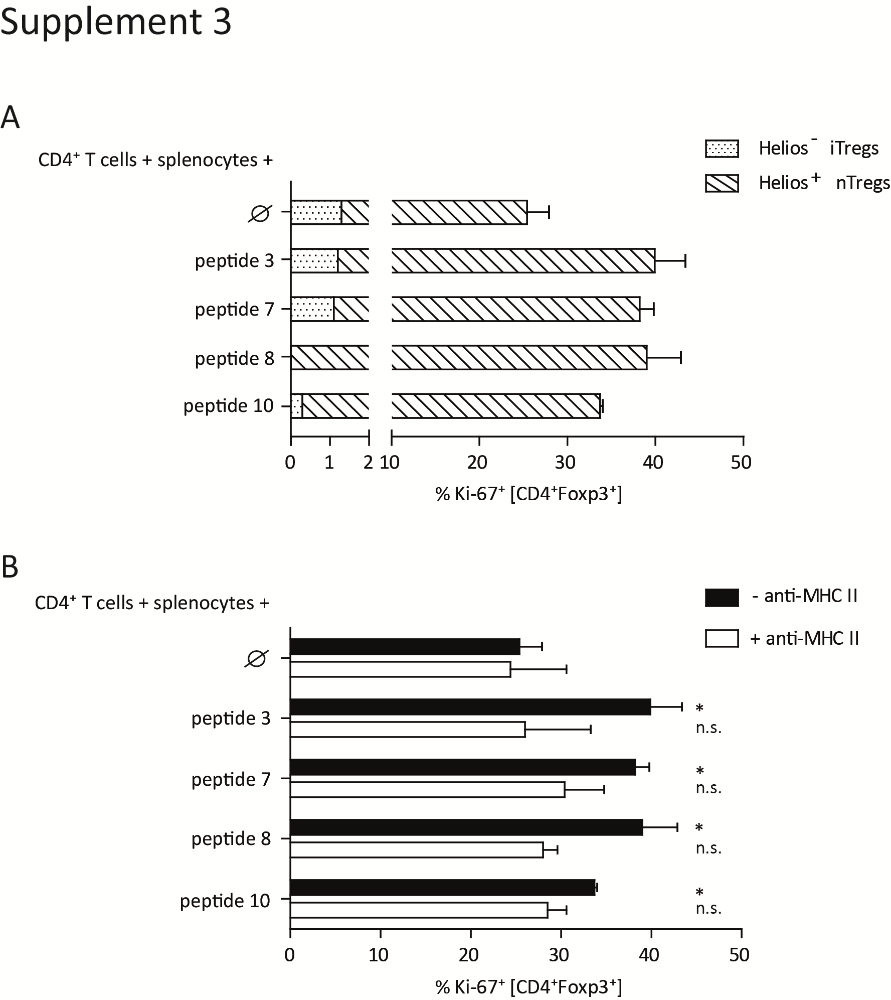 Supplement 3
A
CD4⁺ T cells + splenocytes +
Helios⁻ iTregs
Helios⁺ nTregs
∅
peptide 3
peptide 7
peptide 8
peptide 10
0 1 2 10 20 30 40 50
% Ki-67⁺ [CD4⁺Foxp3⁺]
B
CD4⁺ T cells + splenocytes +
- anti-MHC II
+ anti-MHC II
∅
peptide 3 *
n.s.
peptide 7 *
n.s.
peptide 8 *
n.s.
peptide 10 *
n.s.
0 10 20 30 40 50
% Ki-67⁺ [CD4⁺Foxp3⁺]